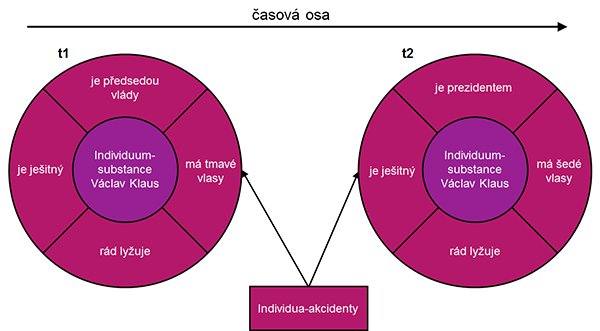 časová osa
t1
je předsedou
vlády
je ješitný
Individuum-
substance
Václav Klaus
má tmavé
vlasy
rád lyžuje
t2
je prezidentem
je ješitný
Individuum-
substance
Václav Klaus
má šedé
vlasy
rád lyžuje
Individua-akcidenty